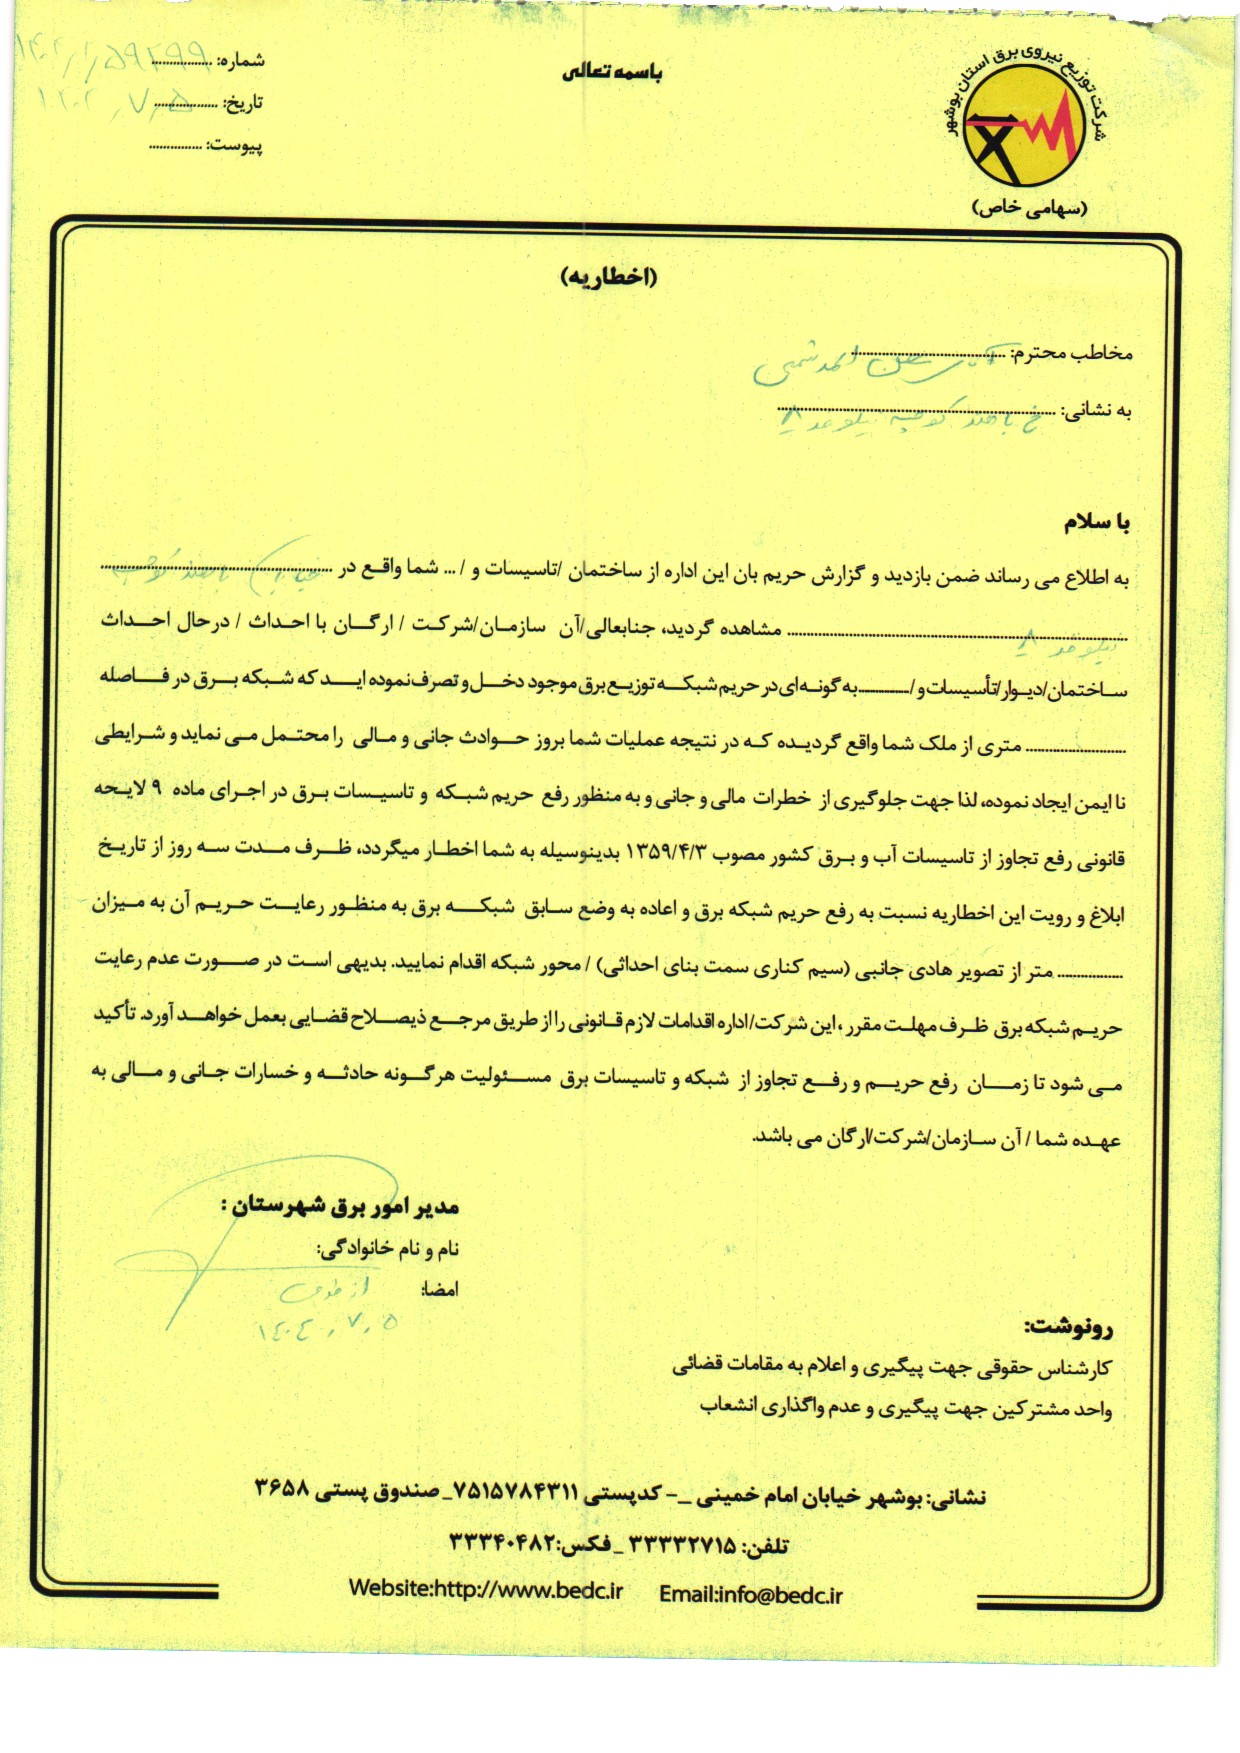 باسمه تعالی
شرکت توزیع نیروی برق استان بوشهر
(سهامی خاص)
شماره: ...............
تاریخ: ................ ۷٫۵
پیوست: ..............
(اخطاریه)
مخاطب محترم: ....................................
به نشانی: ................................................................ خ باهنر کوچه نیلوفر ۸
با سلام
به اطلاع می رساند ضمن بازدید و گزارش حریم بان این اداره از ساختمان /تاسیسات و / ... شما واقع در ............ خیابان باهنر کوچه
نیلوفر ۸ ............ مشاهده گردید، جنابعالی/آن سازمان/شرکت / ارگان با احداث / درحال احداث
ساختمان/دیوار/تأسیسات و /............ به گونه ای در حریم شبکه توزیع برق موجود دخل و تصرف نموده اید که شبکه برق در فاصله
....................... متری از ملک شما واقع گردیده که در نتیجه عملیات شما بروز حوادث جانی و مالی را محتمل می نماید و شرایطی
نا ایمن ایجاد نموده، لذا جهت جلوگیری از خطرات مالی و جانی و به منظور رفع حریم شبکه و تاسیسات برق در اجرای ماده ۹ لایحه
قانونی رفع تجاوز از تاسیسات آب و برق کشور مصوب ۱۳۵۹/۴/۳ بدینوسیله به شما اخطار میگردد، ظرف مدت سه روز از تاریخ
ابلاغ و رویت این اخطاریه نسبت به رفع حریم شبکه برق و اعاده به وضع سابق شبکه برق به منظور رعایت حریم آن به میزان
............... متر از تصویر هادی جانبی (سیم کناری سمت بنای احداثی) / محور شبکه اقدام نمایید. بدیهی است در صورت عدم رعایت
حریم شبکه برق ظرف مهلت مقرر ،این شرکت/اداره اقدامات لازم قانونی را از طریق مرجع ذیصلاح قضایی بعمل خواهد آورد. تأکید
می شود تا زمان رفع حریم و رفع تجاوز از شبکه و تاسیسات برق مسئولیت هرگونه حادثه و خسارات جانی و مالی به
عهده شما / آن سازمان/شرکت/ارگان می باشد.
مدیر امور برق شهرستان :
نام و نام خانوادگی:
امضا: از طرف
۱۴۰۴٫۷٫۵
رونوشت:
کارشناس حقوقی جهت پیگیری و اعلام به مقامات قضائی
واحد مشترکین جهت پیگیری و عدم واگذاری انشعاب
نشانی: بوشهر خیابان امام خمینی _- کدپستی ۷۵۱۵۷۸۴۳۱۱_ صندوق پستی ۳۶۵۸
تلفن: ۳۳۳۳۲۷۱۵ _فکس:۳۳۳۴۰۴۸۲
Website:http://www.bedc.ir Email:info@bedc.ir